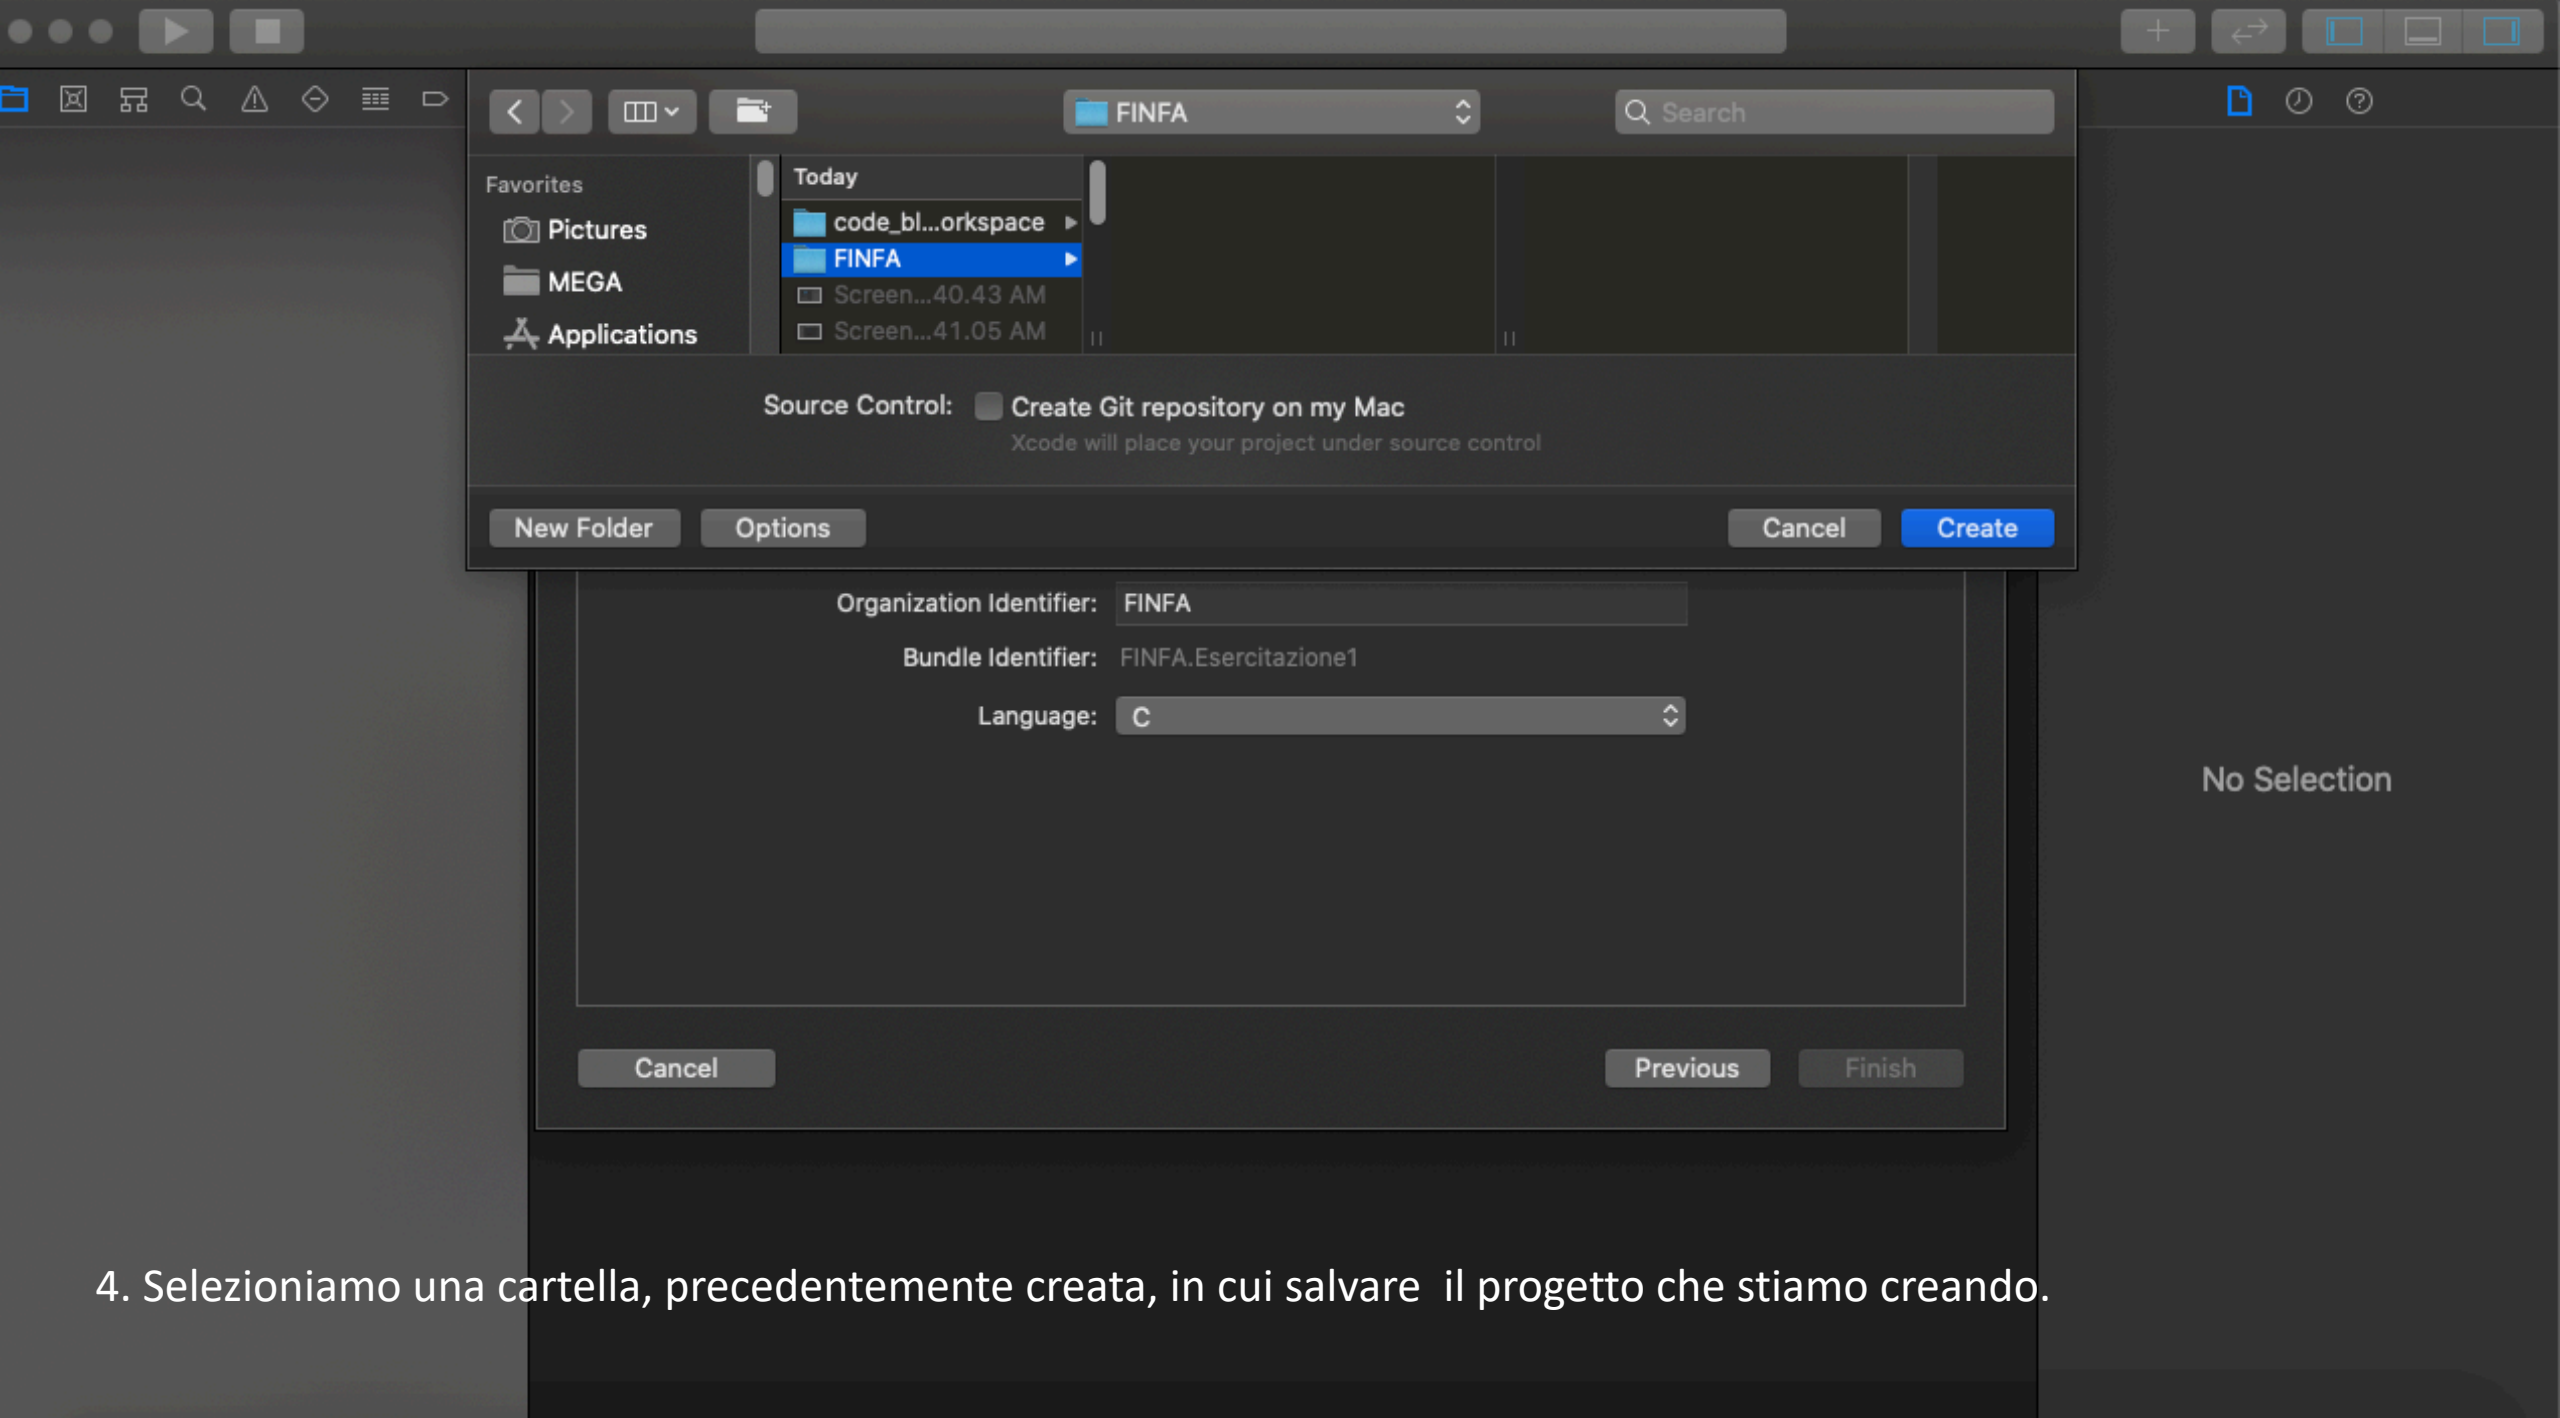 FINFA
Search
Favorites
Pictures
MEGA
Applications
Today
code_bl...orkspace
FINFA
Screen...40.43 AM
Screen...41.05 AM
Source Control: Create Git repository on my Mac
Xcode will place your project under source control
New Folder Options Cancel Create
Organization Identifier: FINFA
Bundle Identifier: FINFA.Esercitazione1
Language: C
No Selection
Cancel Previous Finish
4. Selezioniamo una cartella, precedentemente creata, in cui salvare  il progetto che stiamo creando.